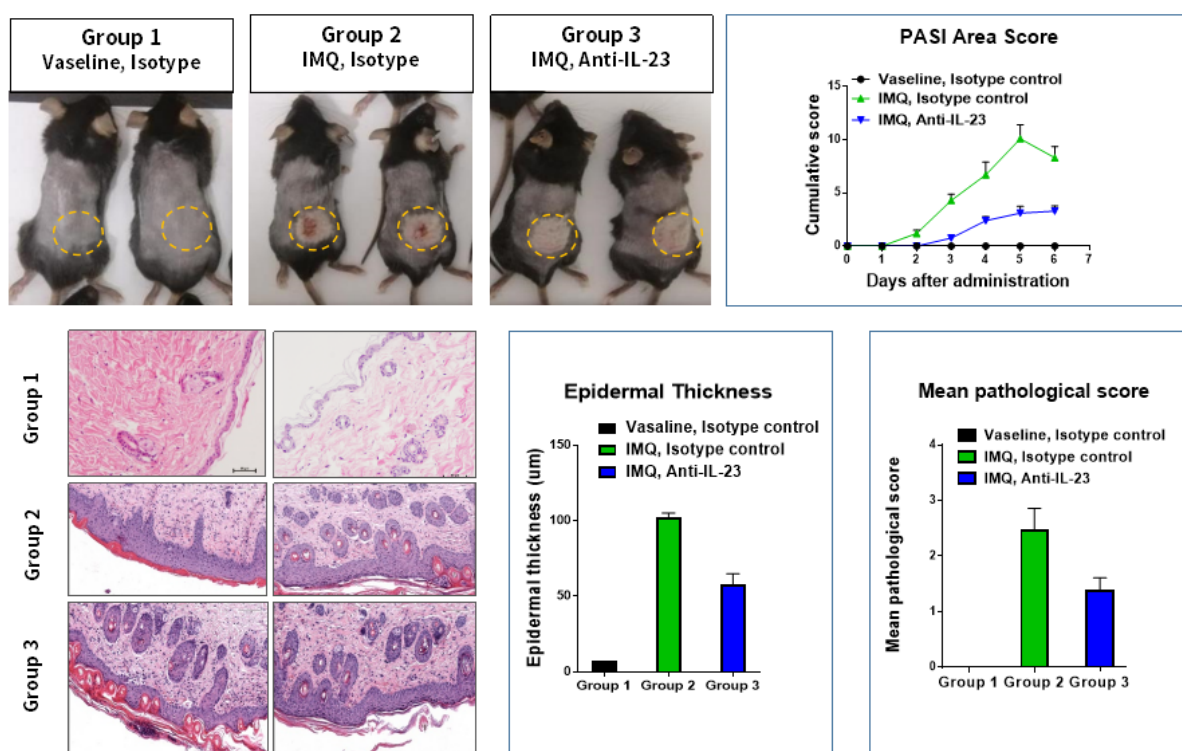 Group 1
Vaseline, Isotype
Group 2
IMQ, Isotype
Group 3
IMQ, Anti-IL-23
PASI Area Score
Vaseline, Isotype control
IMQ, Isotype control
IMQ, Anti-IL-23
Cumulative score
15
10
5
0
0 1 2 3 4 5 6 7
Days after administration
Group 1
Group 2
Group 3
Epidermal Thickness
Vasaline, Isotype control
IMQ, Isotype control
IMQ, Anti-IL-23
Epidermal thickness (um)
150
100
50
0
Group 1 Group 2 Group 3
Mean pathological score
Vaseline, Isotype control
IMQ, Isotype control
IMQ, Anti-IL-23
Mean pathological score
4
3
2
1
0
Group 1 Group 2 Group 3